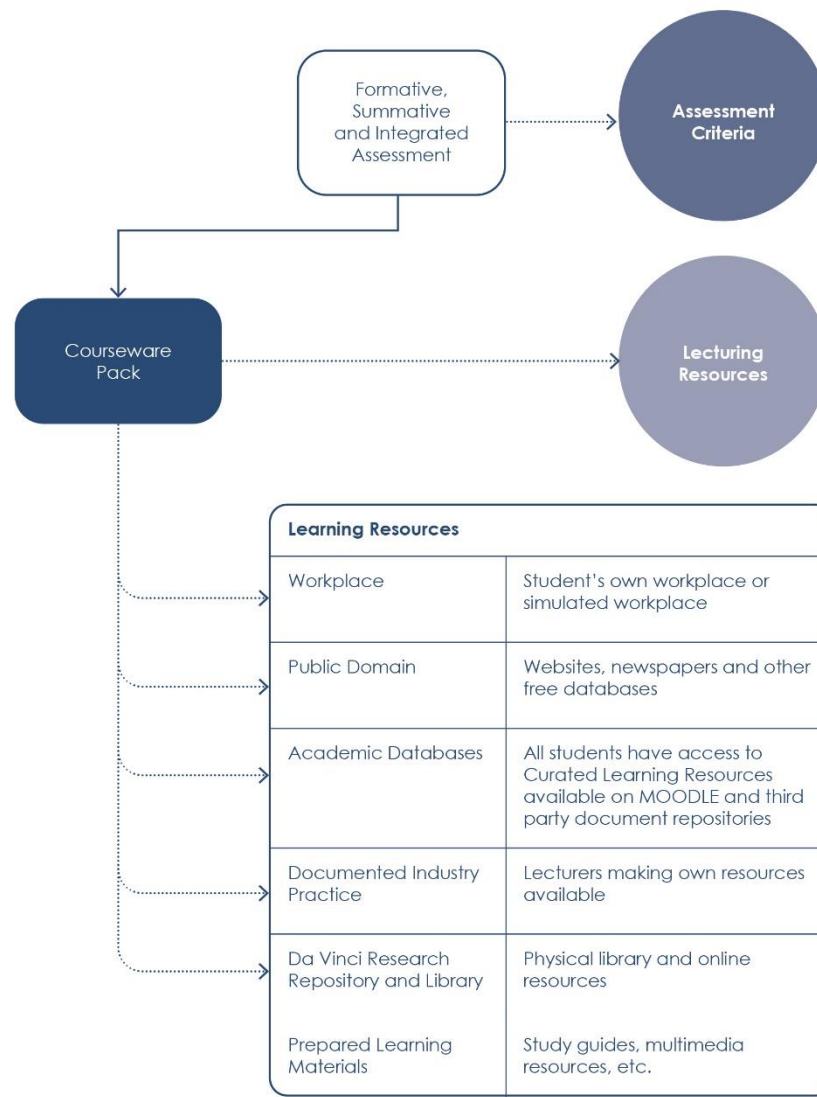 Formative,
Summative
and Integrated
Assessment
Assessment
Criteria
Courseware
Pack
Lecturing
Resources
Learning Resources
Workplace
Student’s own workplace or
simulated workplace
Public Domain
Websites, newspapers and other
free databases
Academic Databases
All students have access to
Curated Learning Resources
available on MOODLE and third
party document repositories
Documented Industry
Practice
Lecturers making own resources
available
Da Vinci Research
Repository and Library
Physical library and online
resources
Prepared Learning
Materials
Study guides, multimedia
resources, etc.